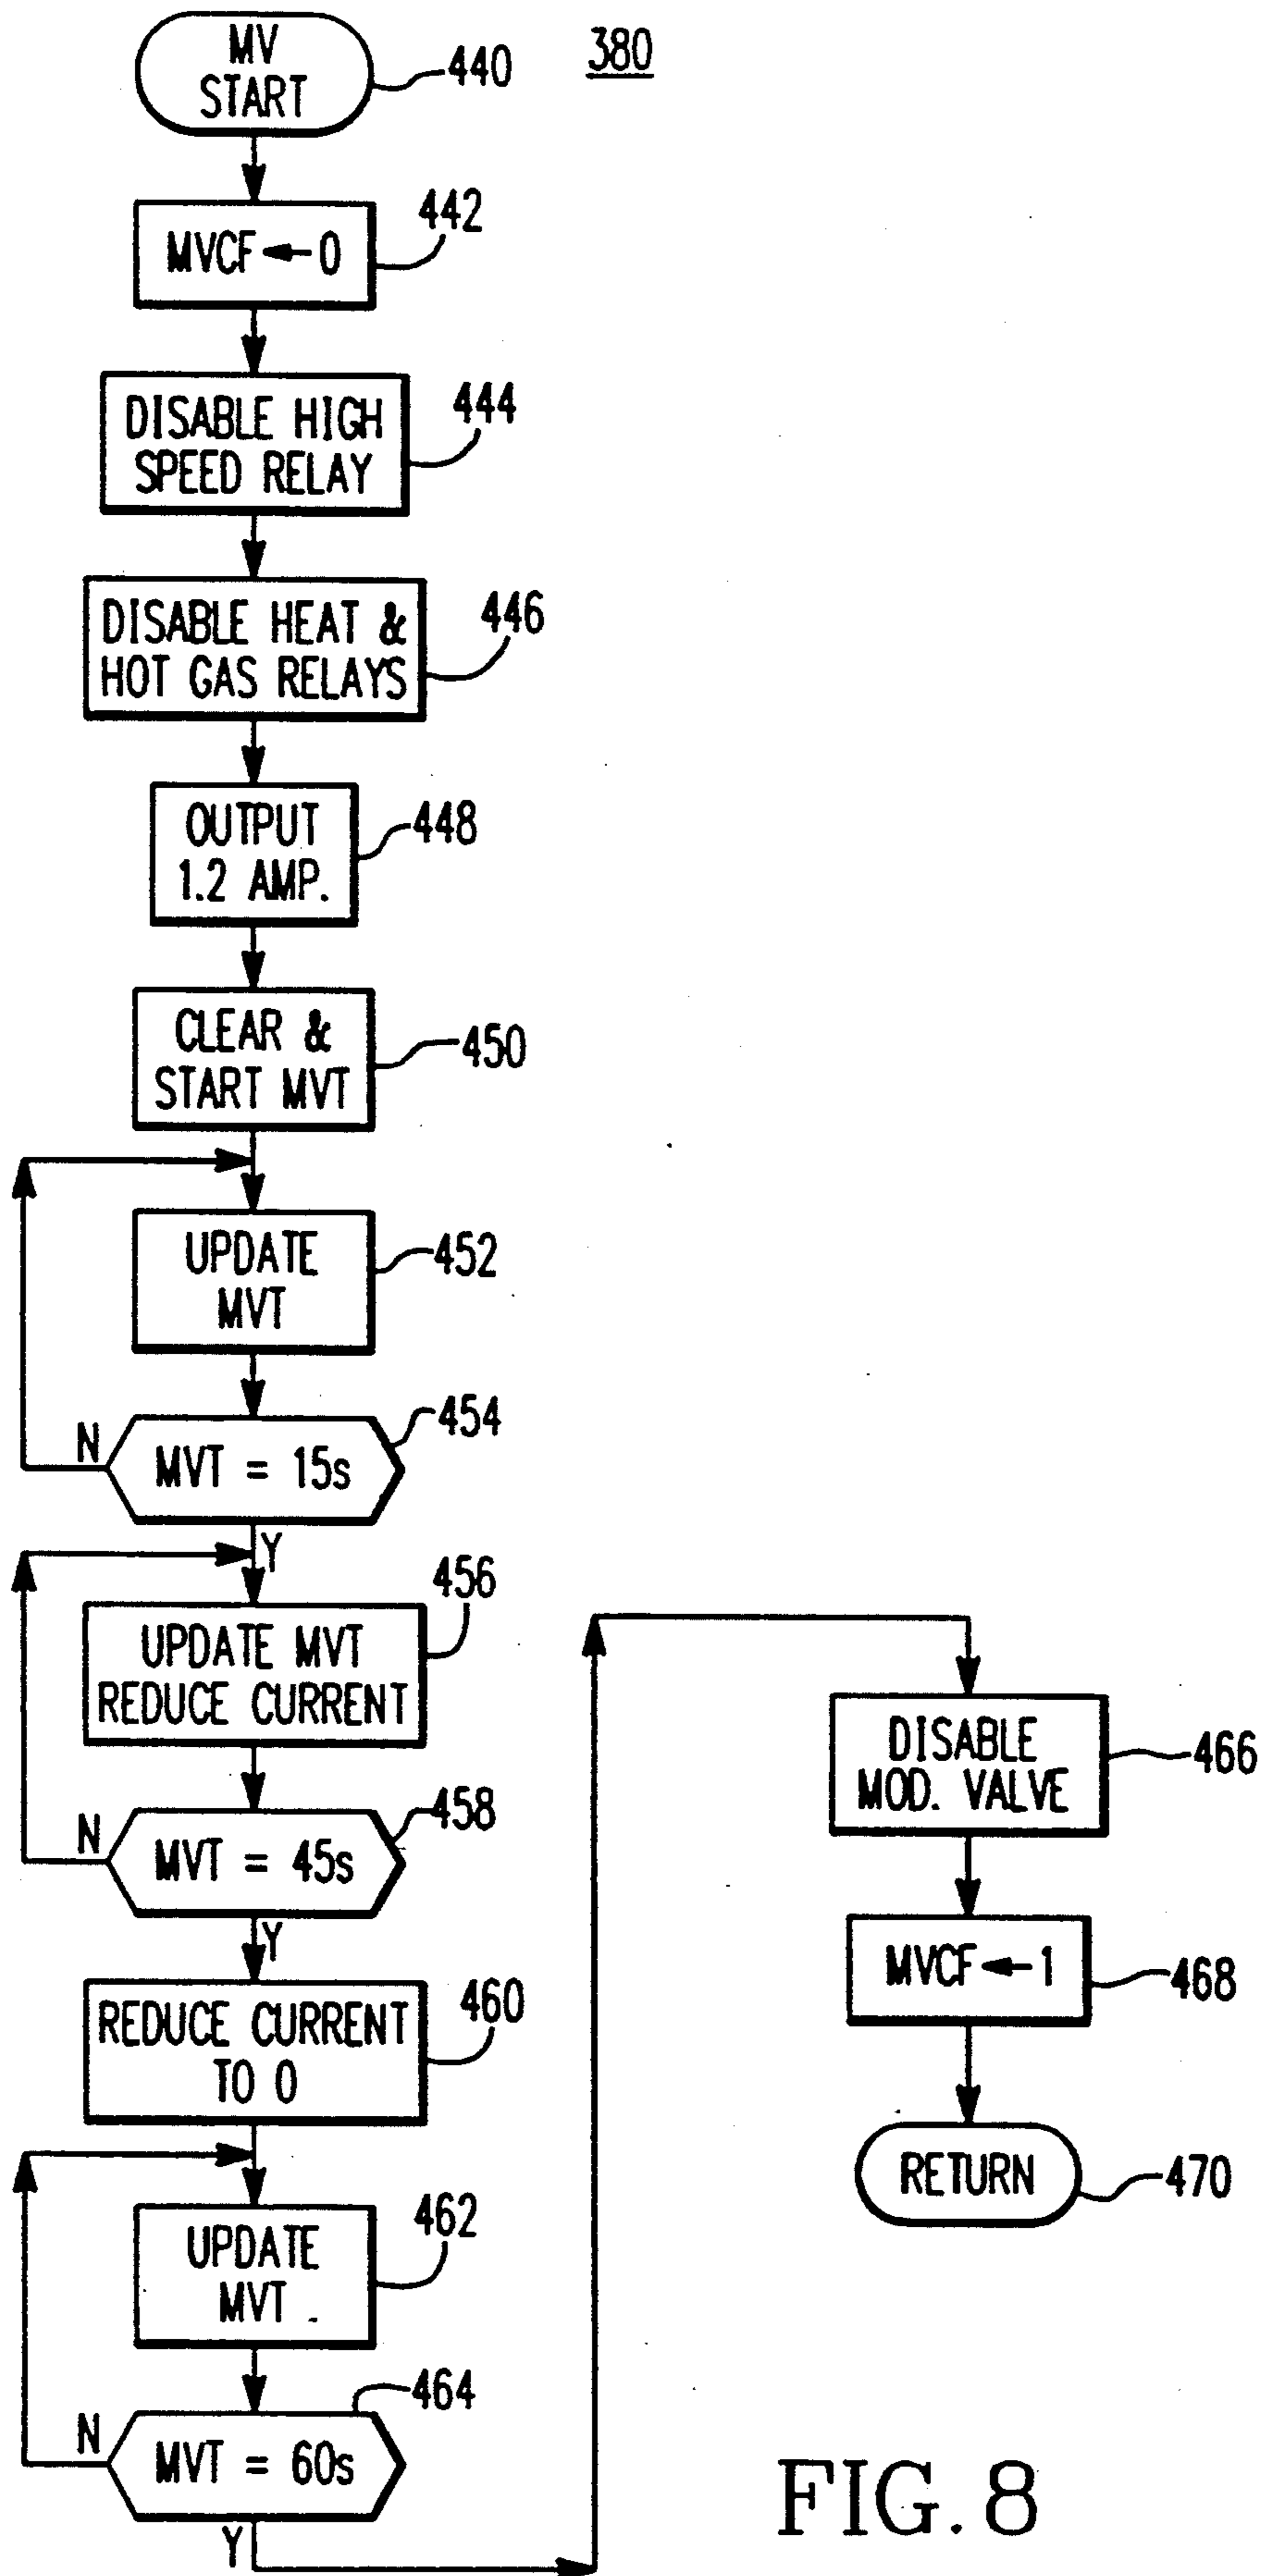 MV
START
440
380
MVCF ← 0
442
DISABLE HIGH
SPEED RELAY
444
DISABLE HEAT &
HOT GAS RELAYS
446
OUTPUT
1.2 AMP.
448
CLEAR &
START MVT
450
UPDATE
MVT
452
MVT = 15s
454
N
Y
UPDATE MVT
REDUCE CURRENT
456
MVT = 45s
458
N
Y
REDUCE CURRENT
TO 0
460
UPDATE
MVT
462
MVT = 60s
464
N
Y
DISABLE
MOD. VALVE
466
MVCF ← 1
468
RETURN
470
FIG. 8